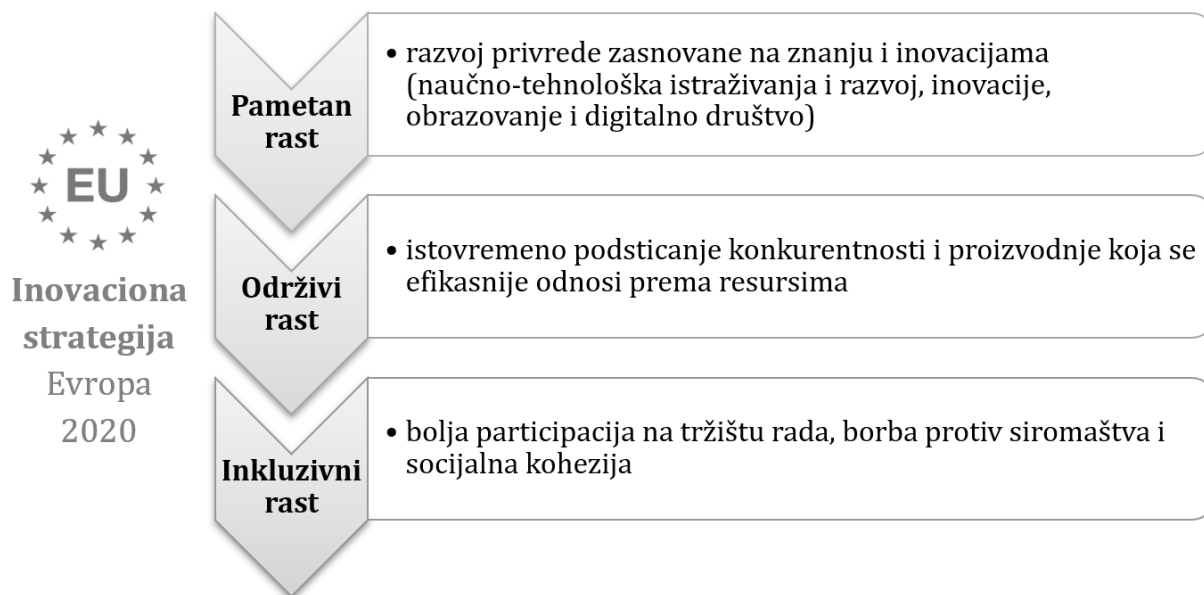 EU
Inovaciona
strategija
Evropa
2020
Pametan
rast
• razvoj privrede zasnovane na znanju i inovacijama
(naučno-tehnološka istraživanja i razvoj, inovacije,
obrazovanje i digitalno društvo)
Održivi
rast
• istovremeno podsticanje konkurentnosti i proizvodnje koja se
efikasnije odnosi prema resursima
Inkluzivni
rast
• bolja participacija na tržištu rada, borba protiv siromaštva i
socijalna kohezija